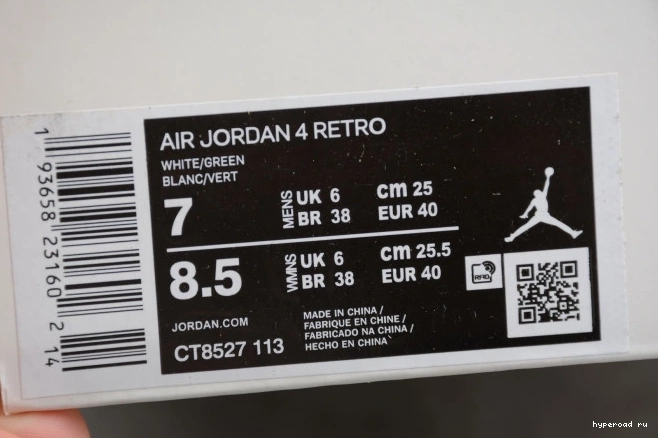 AIR JORDAN 4 RETRO
WHITE/GREEN
BLANC/VERT
7
MENS
UK 6
BR 38
cm 25
EUR 40
8.5
WMNS
UK 6
BR 38
cm 25.5
EUR 40
RFID
JORDAN.COM
CT8527 113
MADE IN CHINA /
FABRIQUE EN CHINE /
FABRICADO NA CHINA /
HECHO EN CHINA
1 93658 23160 2 14
hyperoad ru